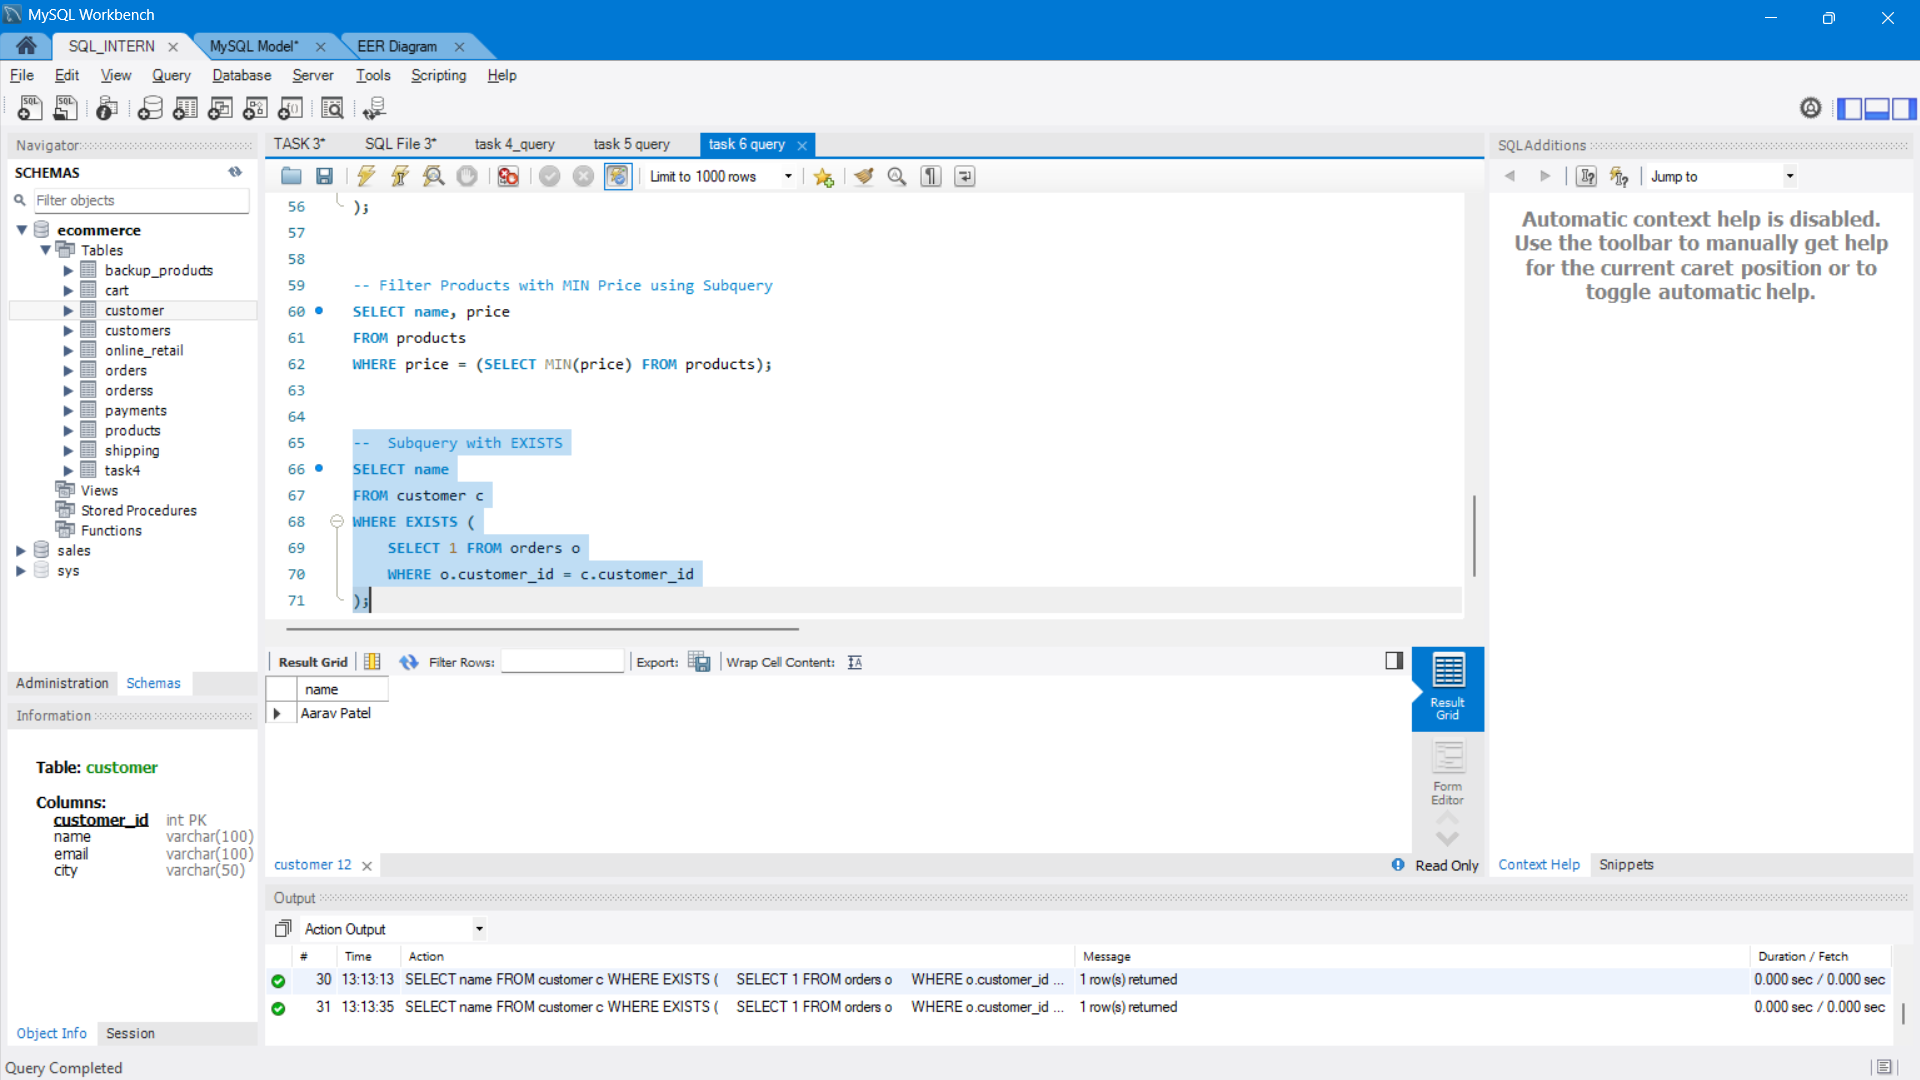 MySQL Workbench
SQL_INTERN
MySQL Model*
EER Diagram
File Edit View Query Database Server Tools Scripting Help
Navigator
SCHEMAS
Filter objects
ecommerce
Tables
backup_products
cart
customer
customers
online_retail
orders
orderss
payments
products
shipping
task4
Views
Stored Procedures
Functions
sales
sys
Administration Schemas
Information
Table: customer
Columns:
customer_id int PK
name varchar(100)
email varchar(100)
city varchar(50)
Object Info Session
TASK 3* SQL File 3* task 4_query task 5 query task 6 query
Limit to 1000 rows
56 );
57
58
59 -- Filter Products with MIN Price using Subquery
60 SELECT name, price
61 FROM products
62 WHERE price = (SELECT MIN(price) FROM products);
63
64
65 --  Subquery with EXISTS
66 SELECT name
67 FROM customer c
68 WHERE EXISTS (
69     SELECT 1 FROM orders o
70     WHERE o.customer_id = c.customer_id
71 );
Result Grid Filter Rows: Export: Wrap Cell Content:
name
Aarav Patel
Result
Grid
Form
Editor
customer 12
Read Only
SQLAdditions
Jump to
Automatic context help is disabled.
Use the toolbar to manually get help
for the current caret position or to
toggle automatic help.
Context Help Snippets
Output
Action Output
# Time Action Message Duration / Fetch
30 13:13:13 SELECT name FROM customer c WHERE EXISTS (     SELECT 1 FROM orders o     WHERE o.customer_id ... 1 row(s) returned 0.000 sec / 0.000 sec
31 13:13:35 SELECT name FROM customer c WHERE EXISTS (     SELECT 1 FROM orders o     WHERE o.customer_id ... 1 row(s) returned 0.000 sec / 0.000 sec
Query Completed